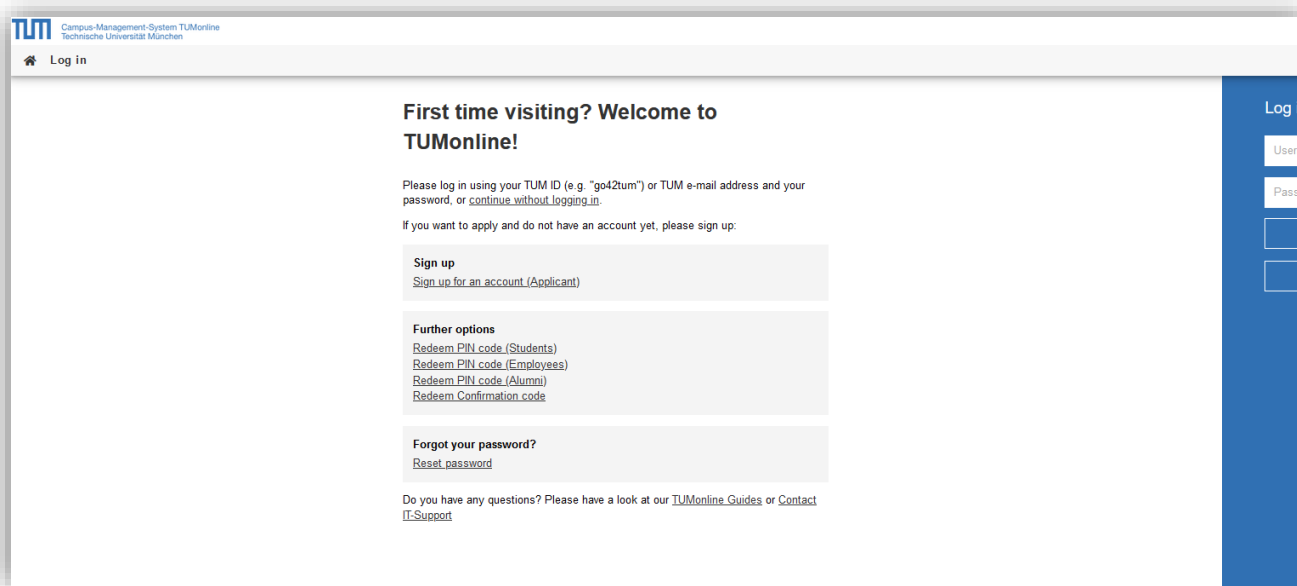 TUM
Campus-Management-System TUMonline
Technische Universität München
Log in
First time visiting? Welcome to
TUMonline!
Please log in using your TUM ID (e.g. "go42tum") or TUM e-mail address and your
password, or continue without logging in.
If you want to apply and do not have an account yet, please sign up:
Sign up
Sign up for an account (Applicant)
Further options
Redeem PIN code (Students)
Redeem PIN code (Employees)
Redeem PIN code (Alumni)
Redeem Confirmation code
Forgot your password?
Reset password
Do you have any questions? Please have a look at our TUMonline Guides or Contact
IT-Support
Log
User
Pass